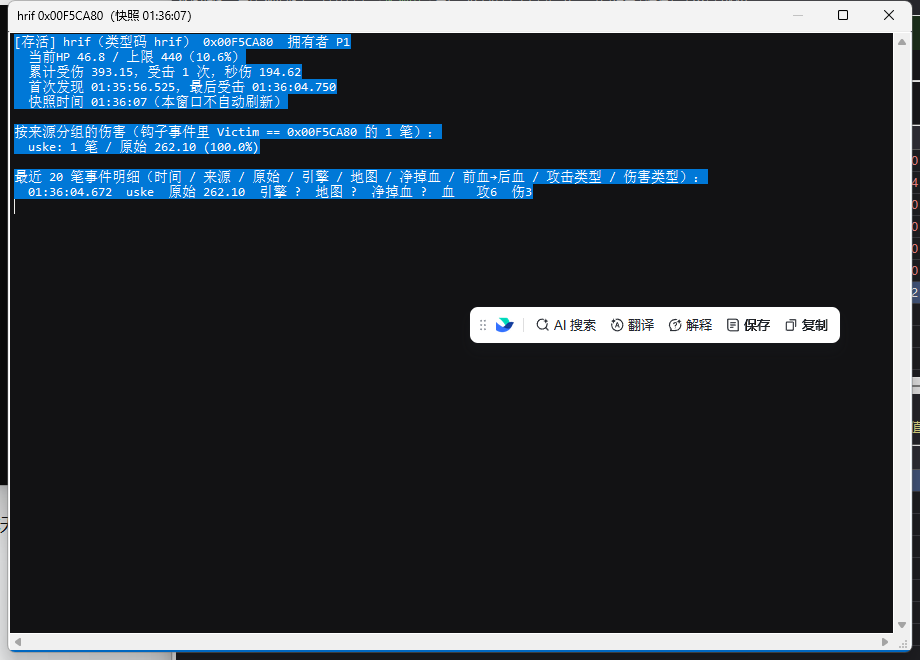 hrif 0x00F5CA80 (快照 01:36:07)
[存活] hrif（类型码 hrif） 0x00F5CA80  拥有者 P1
当前HP 46.8 / 上限 440（10.6%）
累计受伤 393.15，受击 1 次，秒伤 194.62
首次发现 01:35:56.525，最后受击 01:36:04.750
快照时间 01:36:07（本窗口不自动刷新）
按来源分组的伤害（钩子事件里 Victim == 0x00F5CA80 的 1 笔）：
uske: 1 笔 / 原始 262.10 (100.0%)
最近 20 笔事件明细（时间 / 来源 / 原始 / 引擎 / 地图 / 净掉血 / 前血→后血 / 攻击类型 / 伤害类型）：
01:36:04.672  uske  原始 262.10  引擎 ?  地图 ?  净掉血 ?  血   攻6  伤3
AI 搜索 翻译 解释 保存 复制